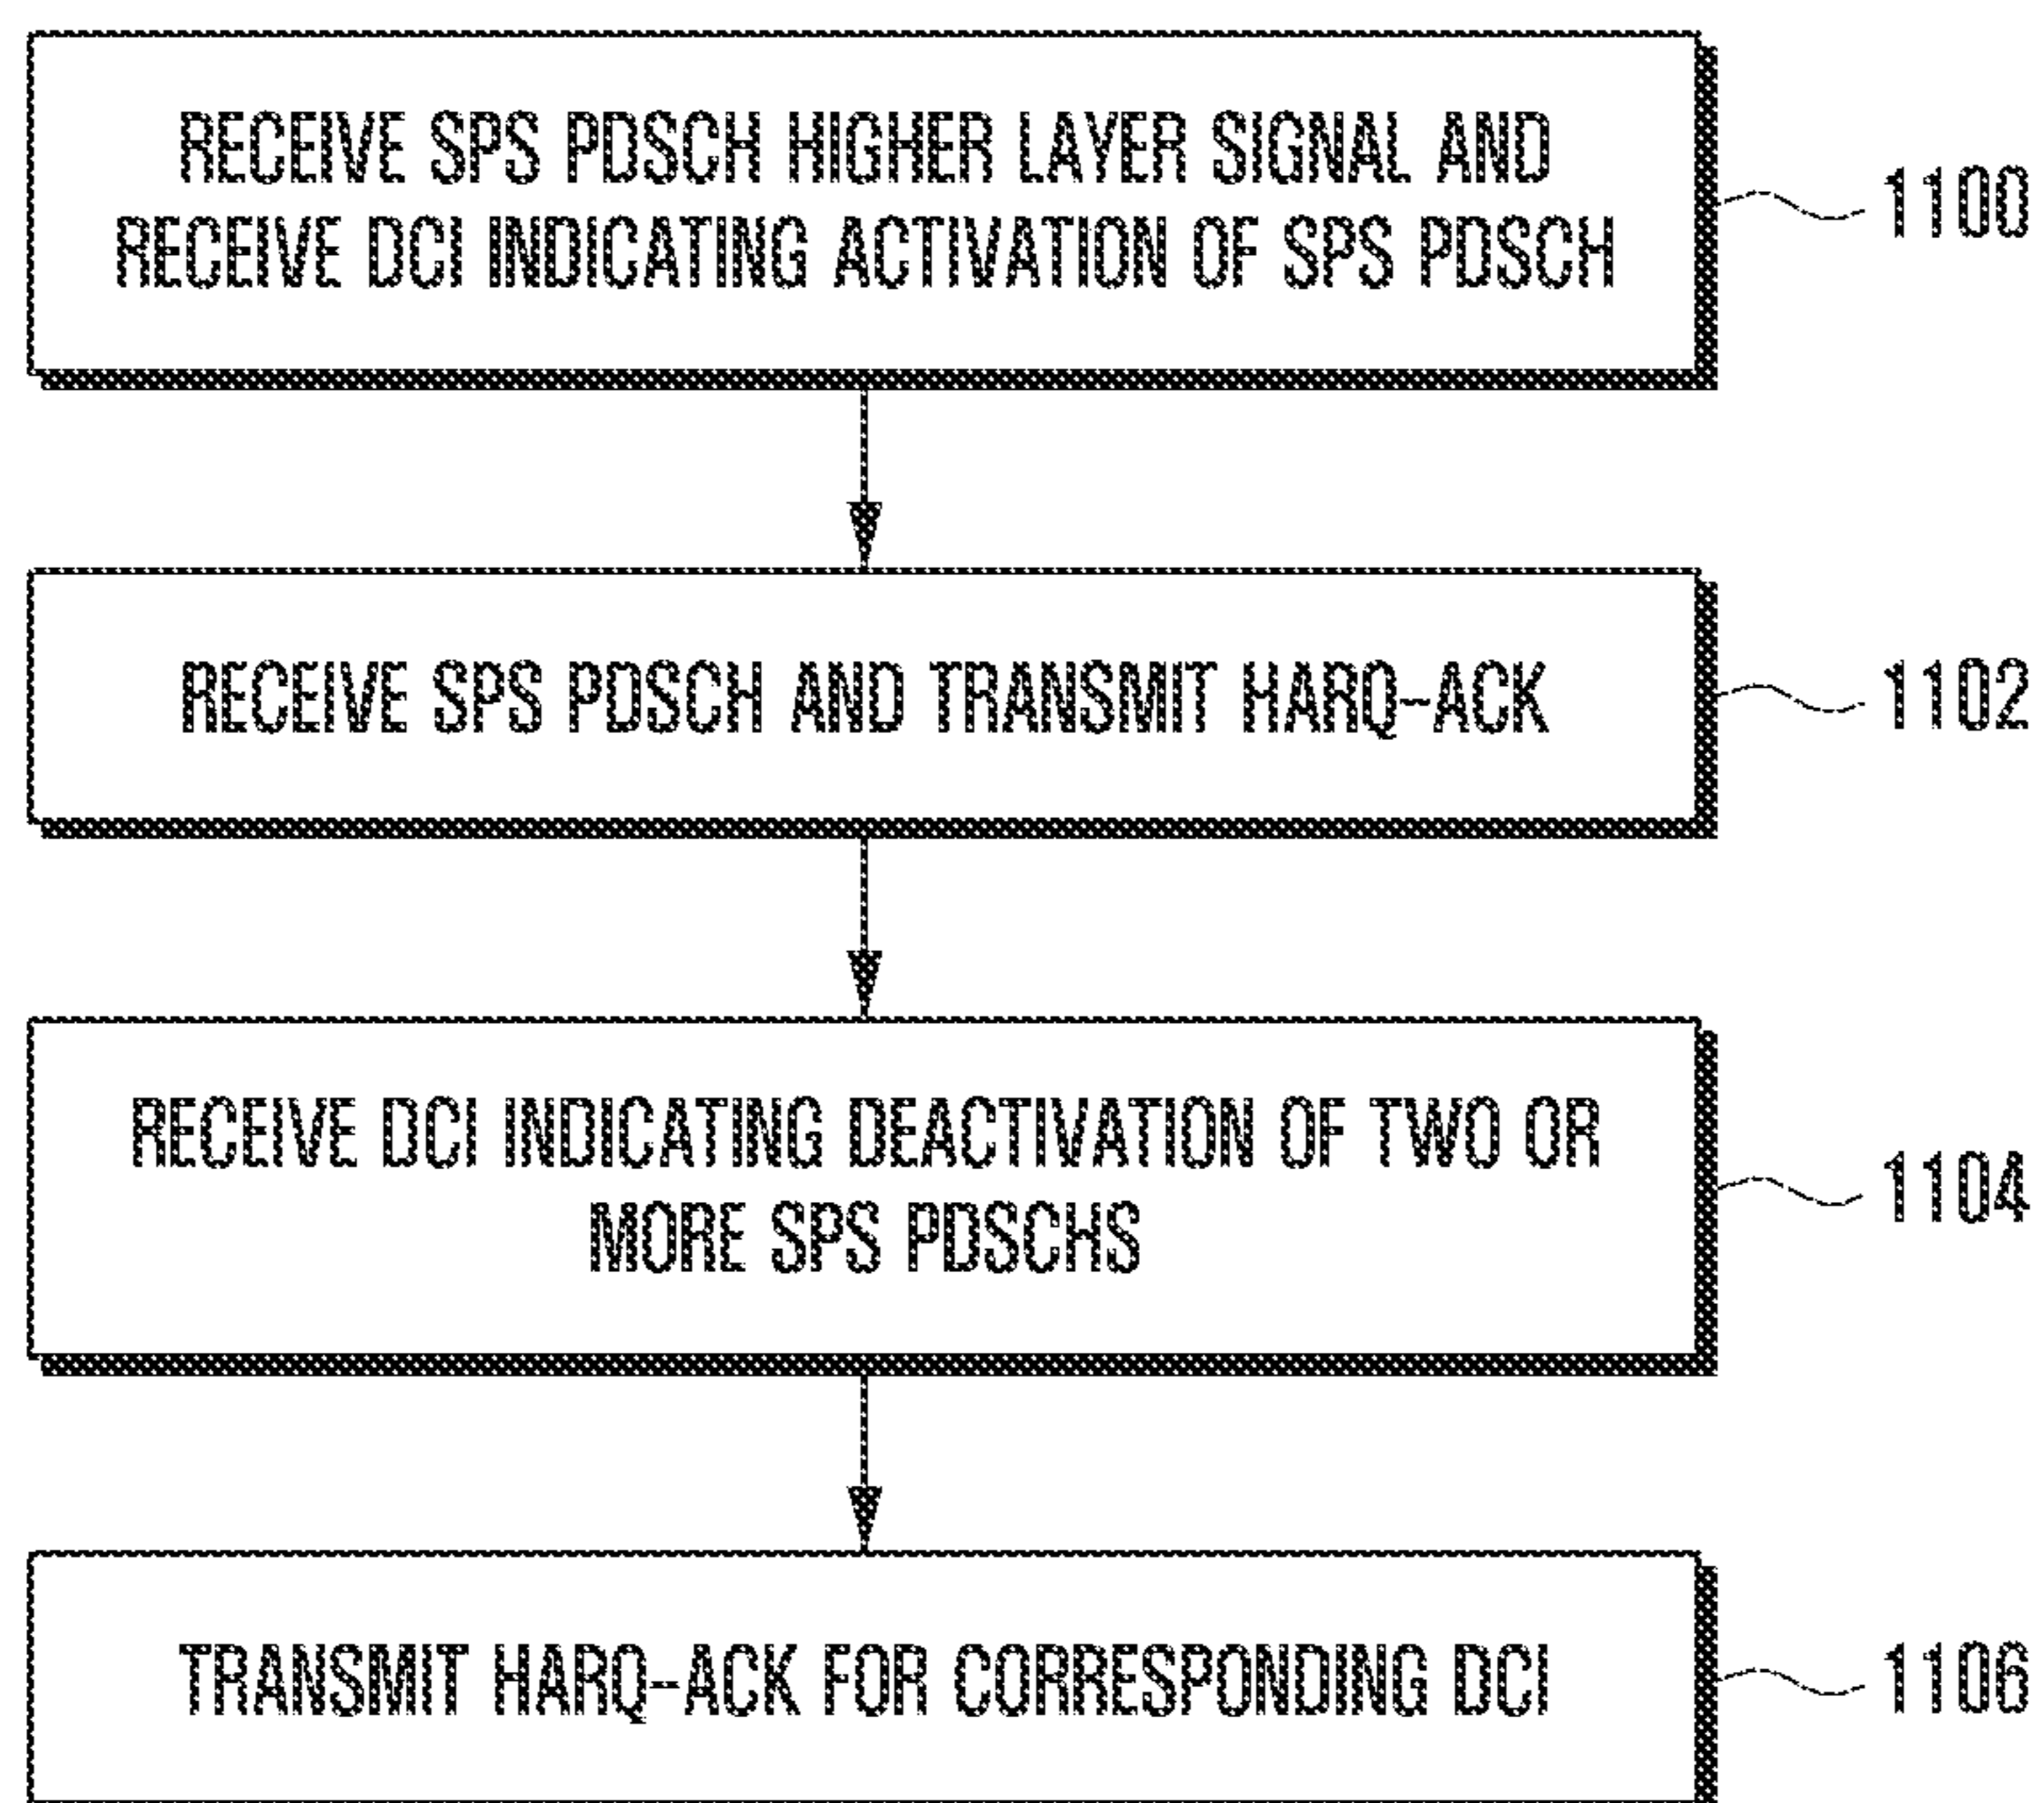 RECEIVE SPS PDSCH HIGHER LAYER SIGNAL AND
RECEIVE DCI INDICATING ACTIVATION OF SPS PDSCH
1100
RECEIVE SPS PDSCH AND TRANSMIT HARQ-ACK
1102
RECEIVE DCI INDICATING DEACTIVATION OF TWO OR
MORE SPS PDSCHS
1104
TRANSMIT HARQ-ACK FOR CORRESPONDING DCI
1106